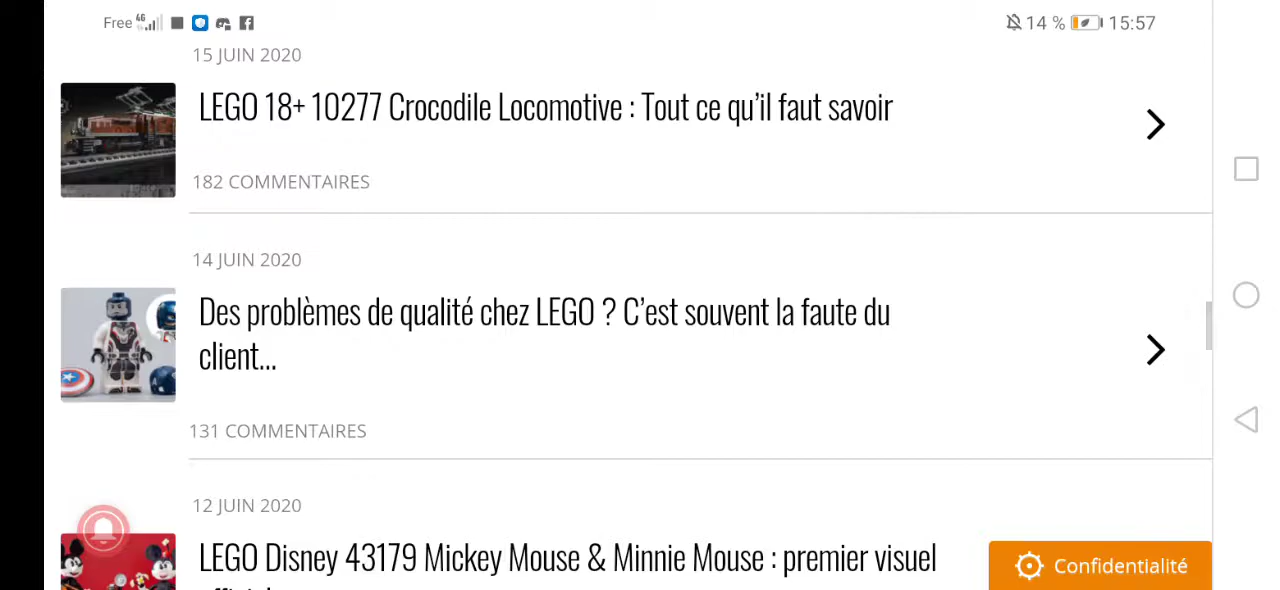 Free 4G 14 % 15:57
15 JUIN 2020
LEGO 18+ 10277 Crocodile Locomotive : Tout ce qu’il faut savoir
182 COMMENTAIRES
14 JUIN 2020
Des problèmes de qualité chez LEGO ? C’est souvent la faute du
client...
131 COMMENTAIRES
12 JUIN 2020
LEGO Disney 43179 Mickey Mouse & Minnie Mouse : premier visuel
Confidentialité